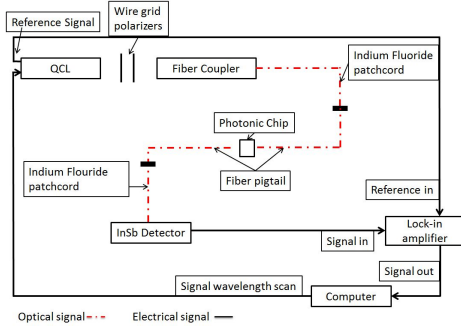 Reference Signal
Wire grid
polarizers
QCL
Fiber Coupler
Indium Fluoride
patchcord
Photonic Chip
Indium Flouride
patchcord
Fiber pigtail
Reference in
InSb Detector
Signal in
Lock-in
amplifier
Signal out
Signal wavelength scan
Computer
Optical signal
Electrical signal